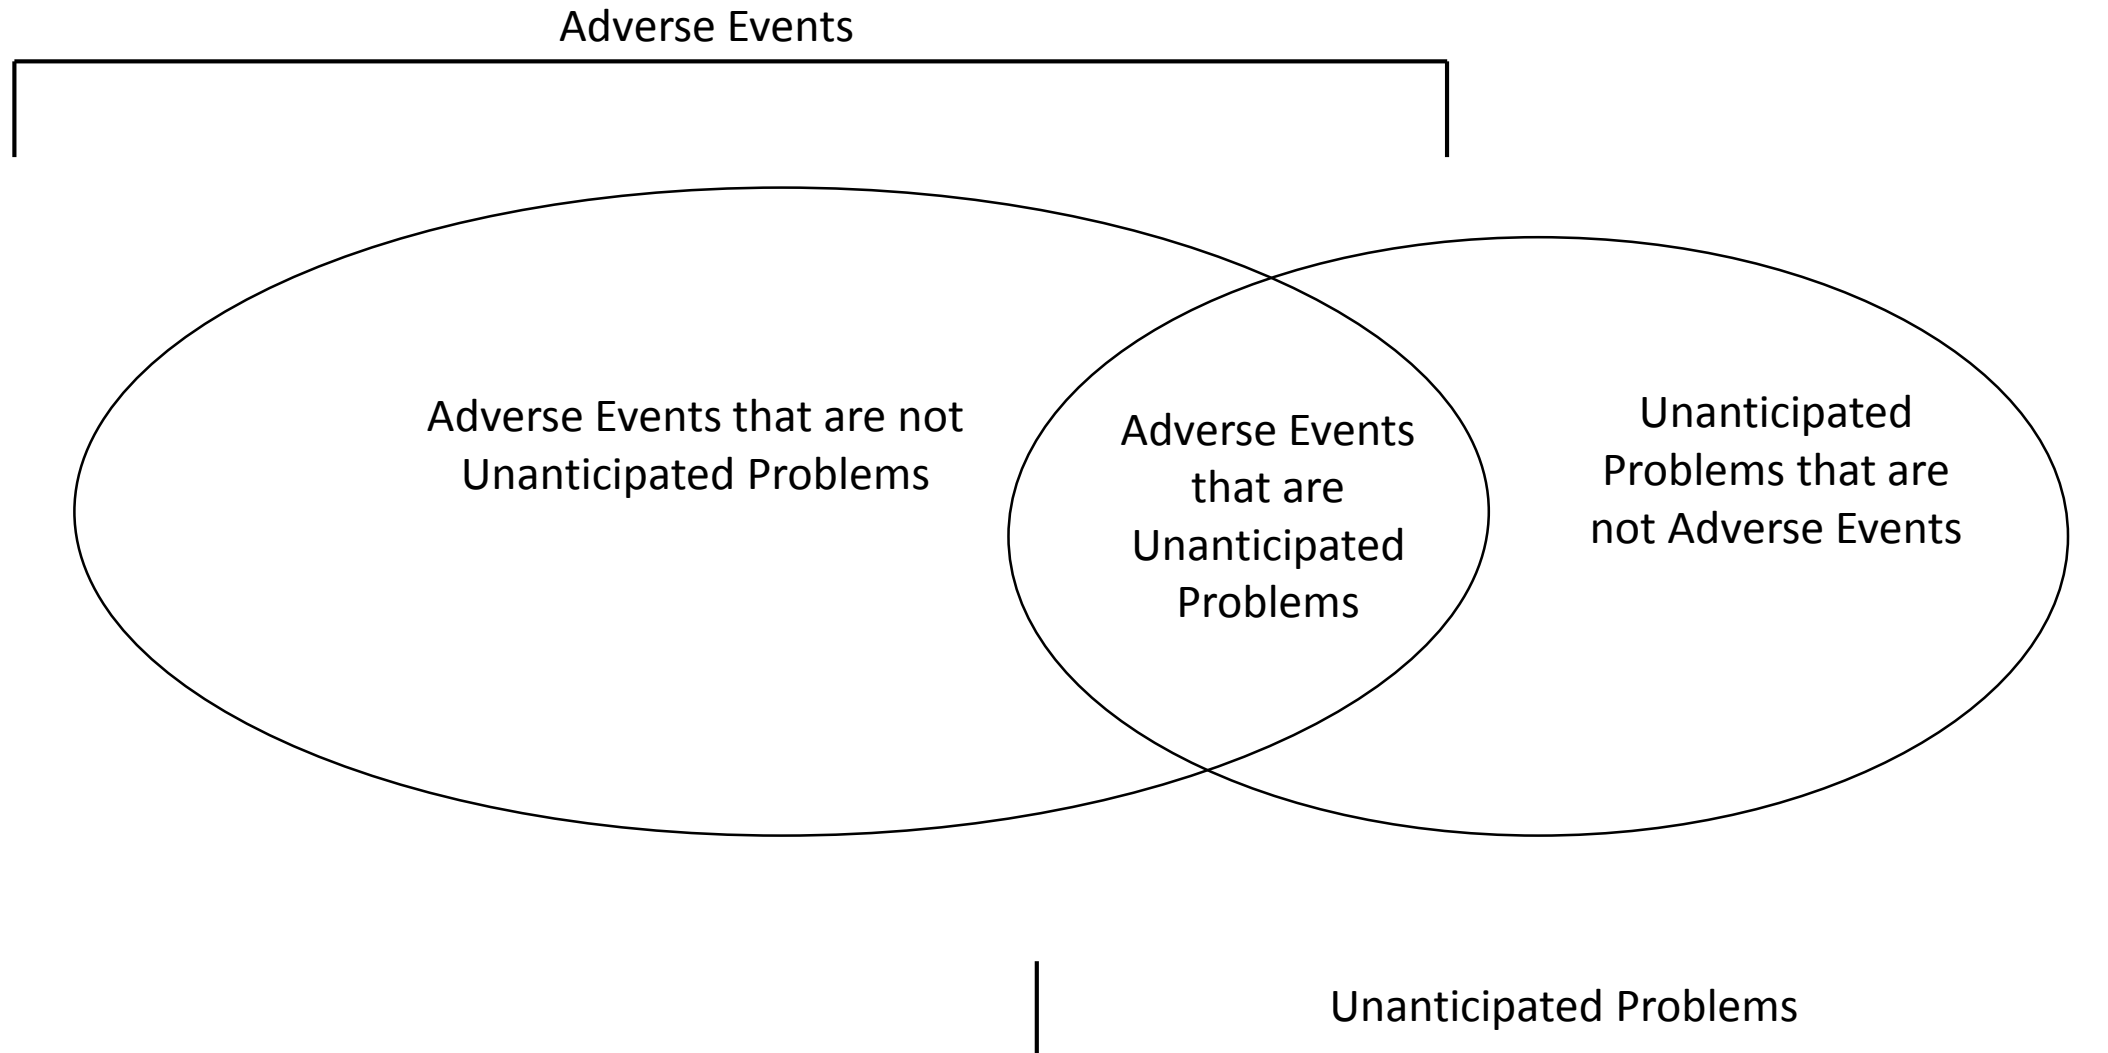 Adverse Events
Adverse Events that are not
Unanticipated Problems
Adverse Events
that are
Unanticipated
Problems
Unanticipated
Problems that are
not Adverse Events
Unanticipated Problems